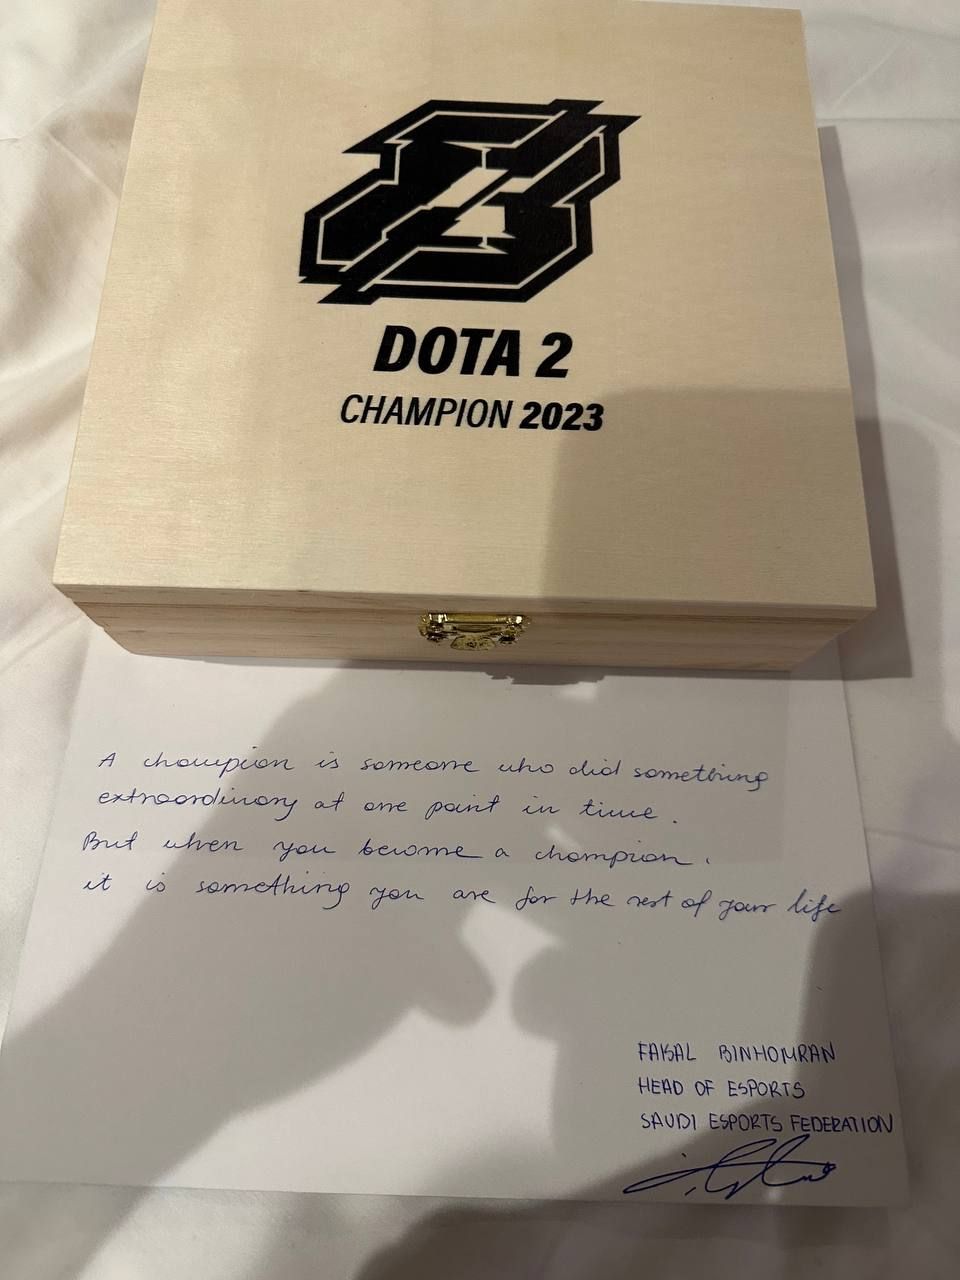 DOTA 2
CHAMPION 2023
A champion is someone who did something
extraordinary at one point in time.
But when you become a champion,
it is something you are for the rest of your life
FAISAL BINHOMRAN
HEAD OF ESPORTS
SAUDI ESPORTS FEDERATION